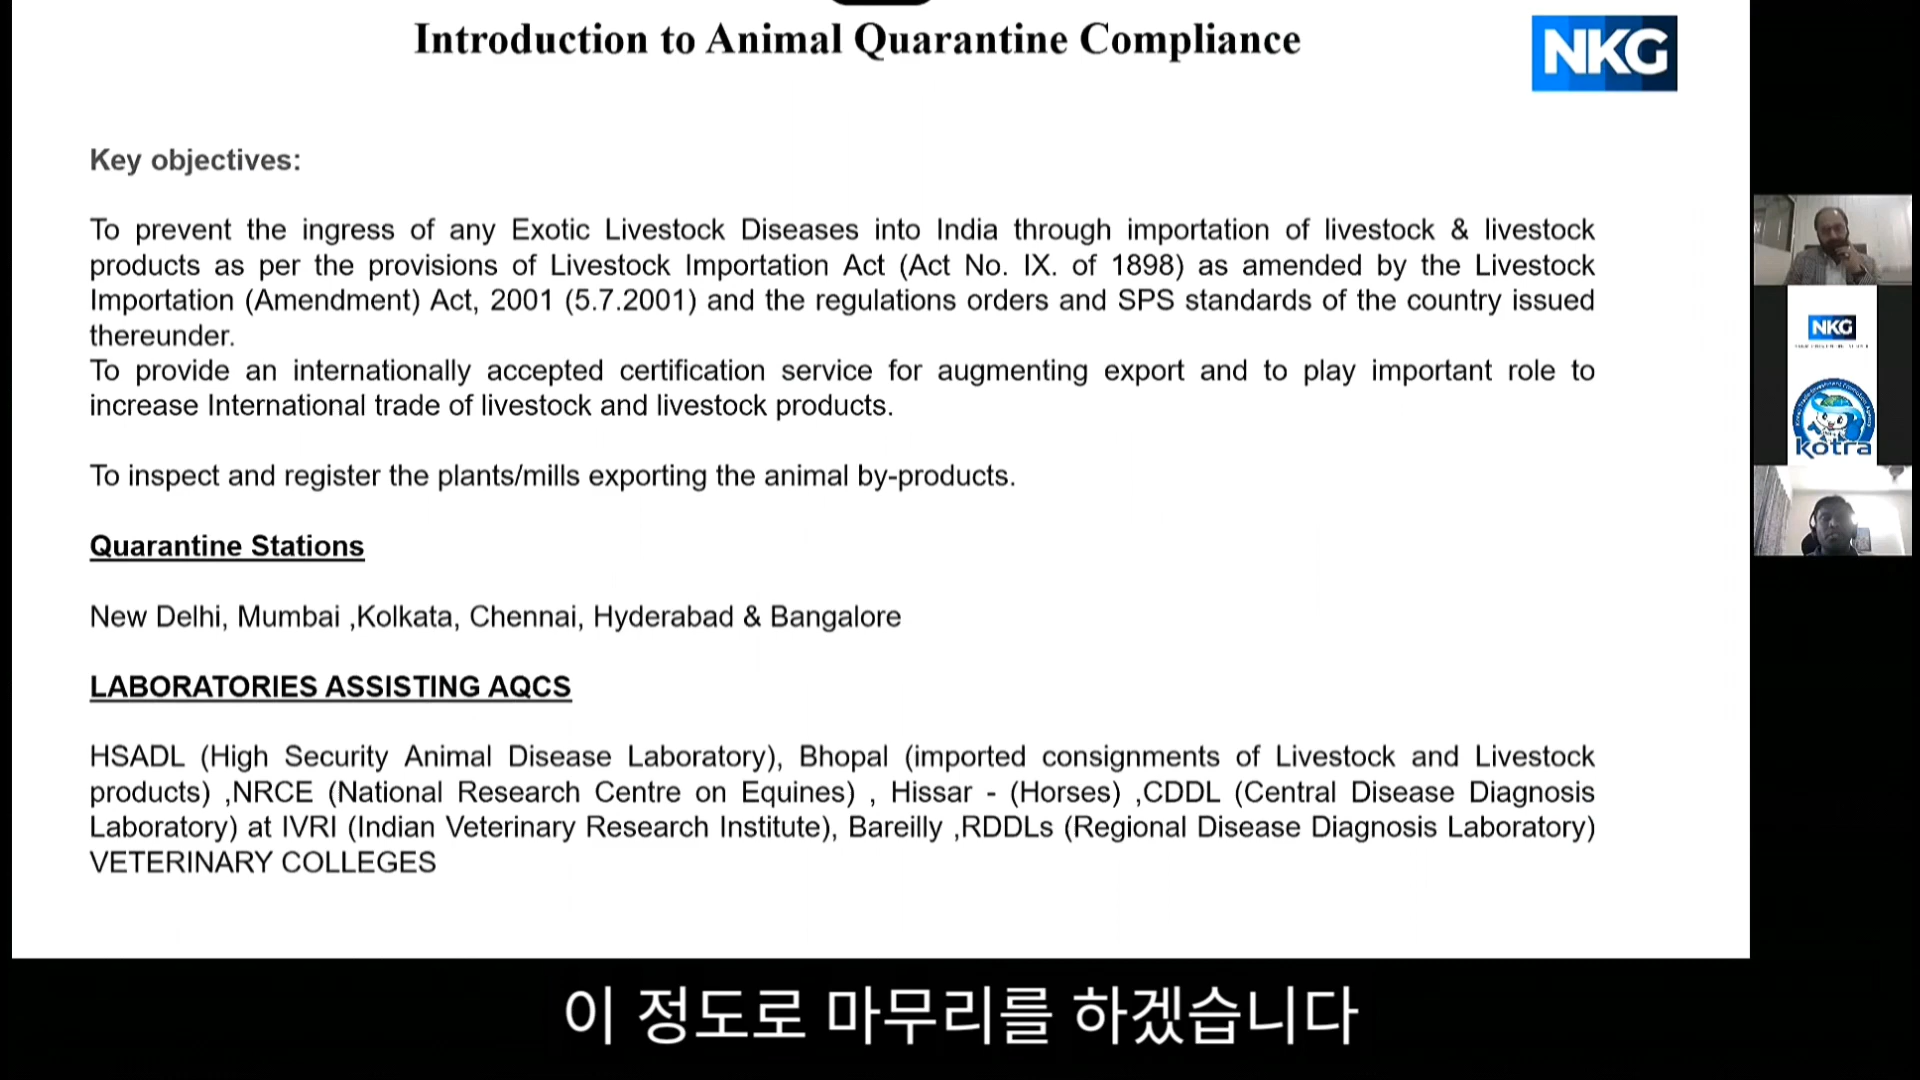 Introduction to Animal Quarantine Compliance
NKG
Key objectives:
To prevent the ingress of any Exotic Livestock Diseases into India through importation of livestock & livestock
products as per the provisions of Livestock Importation Act (Act No. IX. of 1898) as amended by the Livestock
Importation (Amendment) Act, 2001 (5.7.2001) and the regulations orders and SPS standards of the country issued
thereunder.
To provide an internationally accepted certification service for augmenting export and to play important role to
increase International trade of livestock and livestock products.
To inspect and register the plants/mills exporting the animal by-products.
Quarantine Stations
New Delhi, Mumbai ,Kolkata, Chennai, Hyderabad & Bangalore
LABORATORIES ASSISTING AQCS
HSADL (High Security Animal Disease Laboratory), Bhopal (imported consignments of Livestock and Livestock
products) ,NRCE (National Research Centre on Equines) , Hissar - (Horses) ,CDDL (Central Disease Diagnosis
Laboratory) at IVRI (Indian Veterinary Research Institute), Bareilly ,RDDLs (Regional Disease Diagnosis Laboratory)
VETERINARY COLLEGES
NKG
kotra
이 정도로 마무리를 하겠습니다